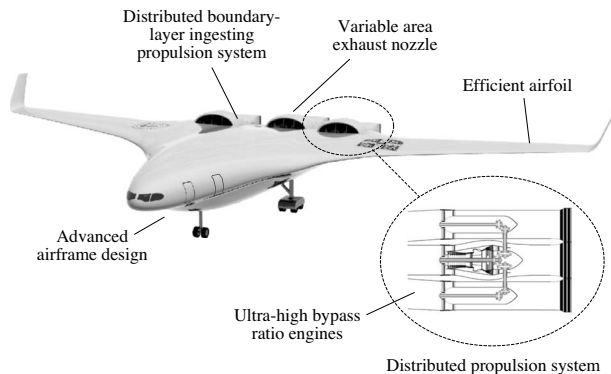 Distributed boundary-
layer ingesting
propulsion system
Variable area
exhaust nozzle
Efficient airfoil
Advanced
airframe design
Ultra-high bypass
ratio engines
Distributed propulsion system